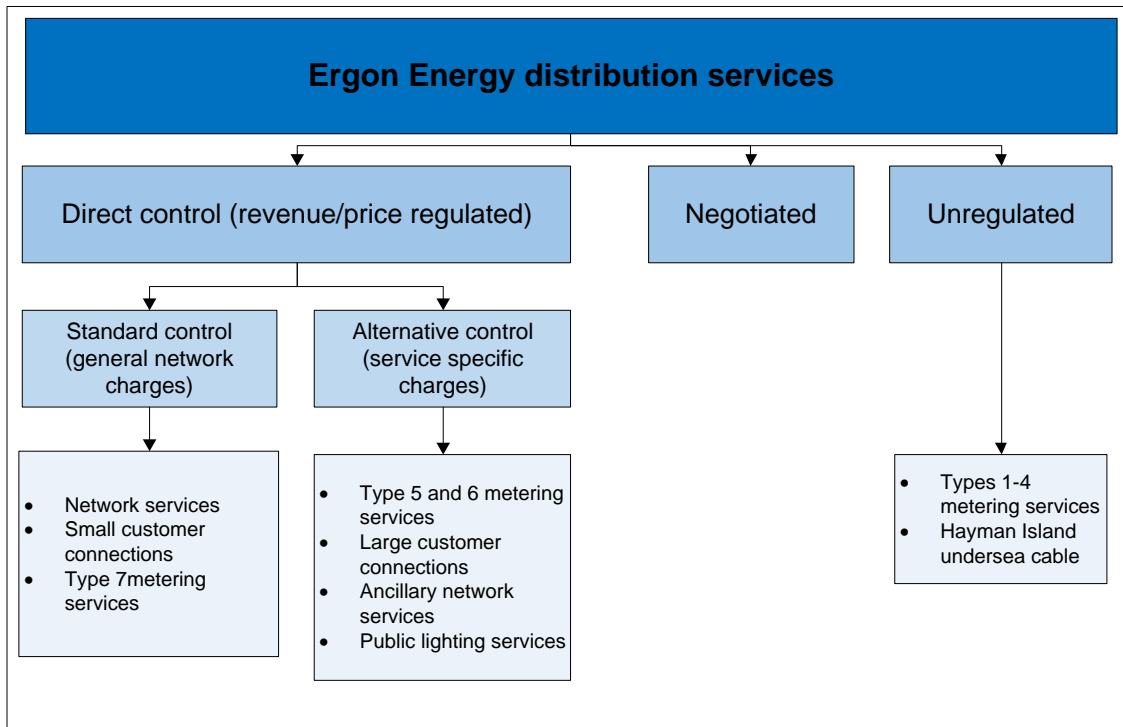 Ergon Energy distribution services
Direct control (revenue/price regulated)
Negotiated
Unregulated
Standard control
(general network
charges)
Alternative control
(service specific
charges)
• Network services
• Small customer
connections
• Type 7metering
services
• Type 5 and 6 metering
services
• Large customer
connections
• Ancillary network
services
• Public lighting services
• Types 1-4
metering services
• Hayman Island
undersea cable